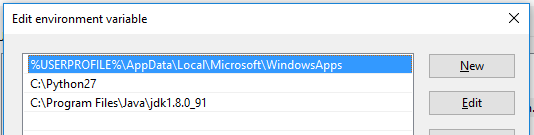 Edit environment variable
%USERPROFILE%\AppData\Local\Microsoft\WindowsApps
New
C:\Python27
C:\Program Files\Java\jdk1.8.0_91
Edit